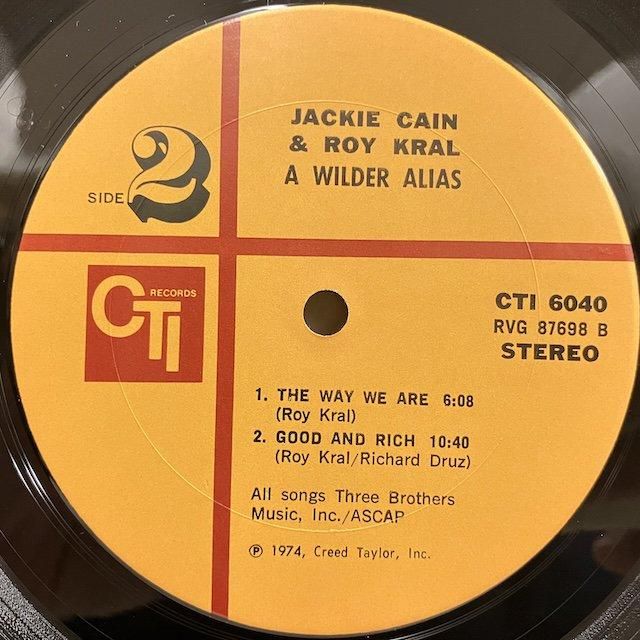 JACKIE CAIN
& ROY KRAL
A WILDER ALIAS
SIDE 2
CTI RECORDS
CTI 6040
RVG 87698 B
STEREO
1. THE WAY WE ARE 6:08
(Roy Kral)
2. GOOD AND RICH 10:40
(Roy Kral/Richard Druz)
All songs Three Brothers
Music, Inc./ASCAP
℗ 1974, Creed Taylor, Inc.